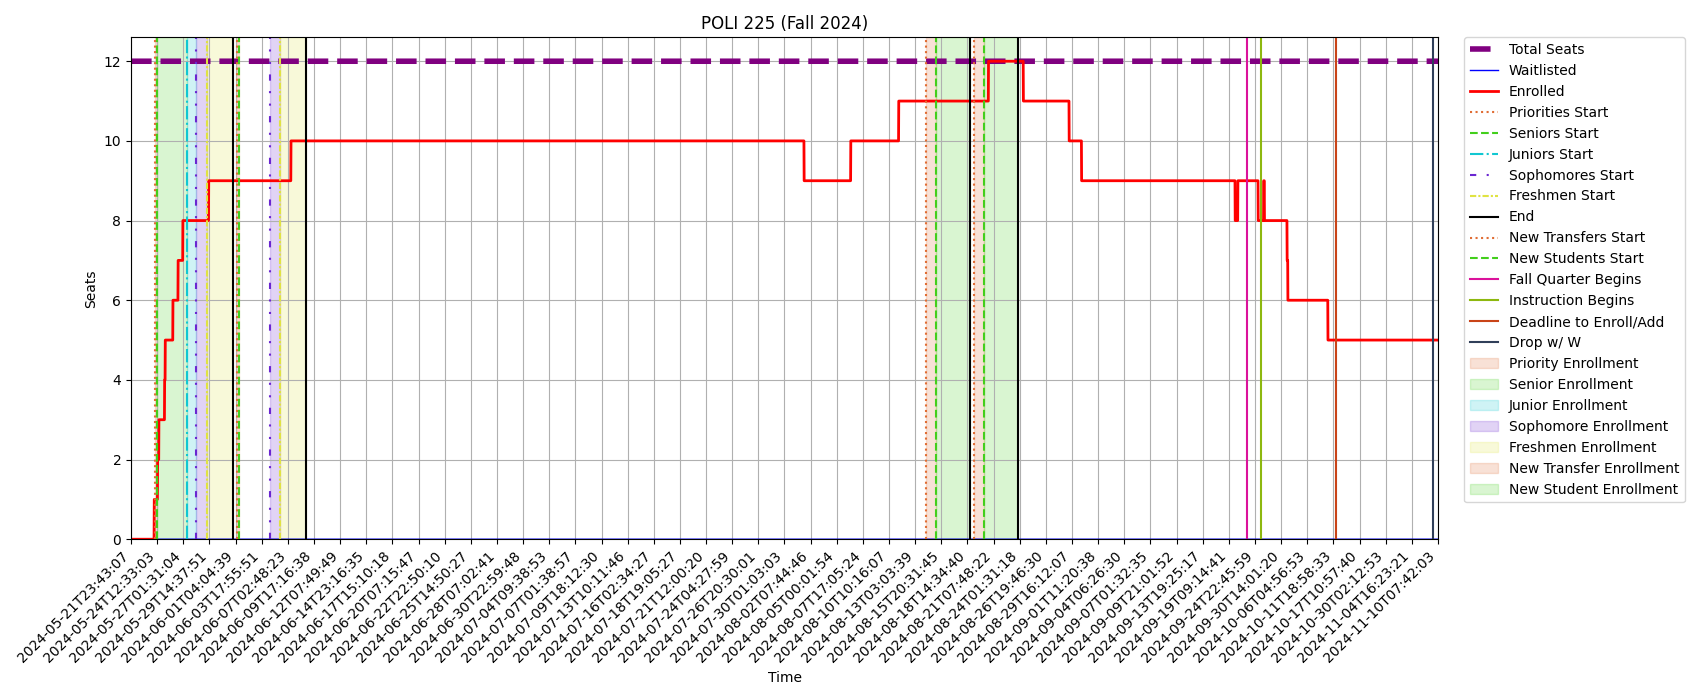 POLI 225 (Fall 2024)
Seats
12
10
8
6
4
2
0
2024-05-21T23:43:07
2024-05-24T12:33:03
2024-05-27T01:31:04
2024-05-29T14:37:51
2024-06-01T04:04:39
2024-06-03T17:55:51
2024-06-07T02:48:23
2024-06-09T17:16:38
2024-06-12T07:49:49
2024-06-14T23:16:35
2024-06-17T15:10:18
2024-06-20T07:15:47
2024-06-22T22:50:10
2024-06-25T14:50:27
2024-06-28T07:02:41
2024-06-30T22:59:48
2024-07-04T09:38:53
2024-07-07T01:38:57
2024-07-09T18:12:30
2024-07-13T10:11:46
2024-07-16T02:34:27
2024-07-18T19:05:27
2024-07-21T12:00:20
2024-07-24T04:27:59
2024-07-26T20:30:01
2024-07-30T01:03:03
2024-08-02T07:44:46
2024-08-05T00:01:54
2024-08-07T17:05:24
2024-08-10T10:16:07
2024-08-13T03:03:39
2024-08-15T20:31:45
2024-08-18T14:34:40
2024-08-21T07:48:22
2024-08-24T01:31:18
2024-08-26T19:46:30
2024-08-29T16:12:07
2024-09-01T11:20:38
2024-09-04T06:26:30
2024-09-07T01:32:35
2024-09-09T21:01:52
2024-09-13T19:25:17
2024-09-19T09:14:41
2024-09-24T22:45:59
2024-09-30T14:01:20
2024-10-06T04:56:53
2024-10-11T18:58:33
2024-10-17T10:57:40
2024-10-30T02:12:53
2024-11-04T16:23:21
2024-11-10T07:42:03
Time
Total Seats
Waitlisted
Enrolled
Priorities Start
Seniors Start
Juniors Start
Sophomores Start
Freshmen Start
End
New Transfers Start
New Students Start
Fall Quarter Begins
Instruction Begins
Deadline to Enroll/Add
Drop w/ W
Priority Enrollment
Senior Enrollment
Junior Enrollment
Sophomore Enrollment
Freshmen Enrollment
New Transfer Enrollment
New Student Enrollment